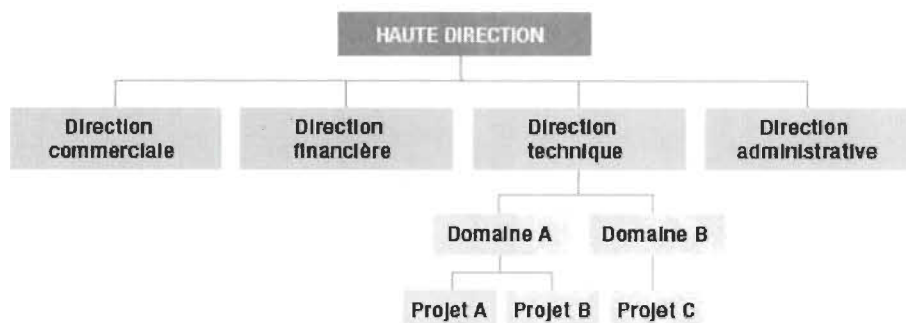 HAUTE DIRECTION
Direction
commerciale
Direction
financière
Direction
technique
Direction
administrative
Domaine A
Domaine B
Projet A
Projet B
Projet C